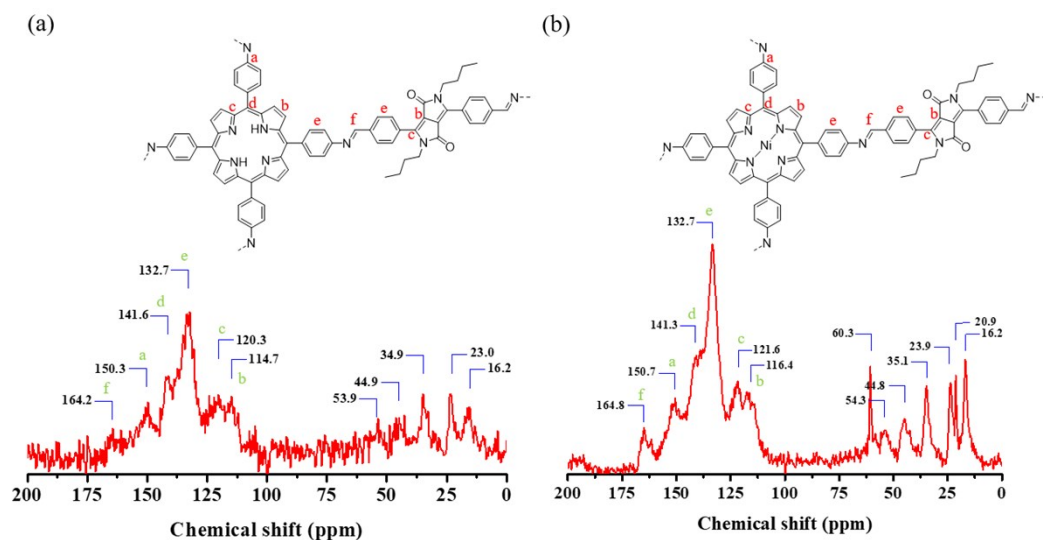 (a)
N
a
c
d
b
N
HN
e
f
e
O
N
b
N
N
NH
N
N
c
N
O
N
e
132.7
d
141.6
c
120.3
a
150.3
114.7
b
f
164.2
34.9
23.0
44.9
16.2
53.9
200
175
150
125
100
75
50
25
0
Chemical shift (ppm)
(b)
N
a
c
d
b
N
N
e
f
e
O
N
b
N
Ni
N
N
N
N
c
N
O
N
e
132.7
d
141.3
c
121.6
a
150.7
116.4
b
f
164.8
60.3
20.9
23.9
16.2
35.1
44.8
54.3
200
175
150
125
100
75
50
25
0
Chemical shift (ppm)